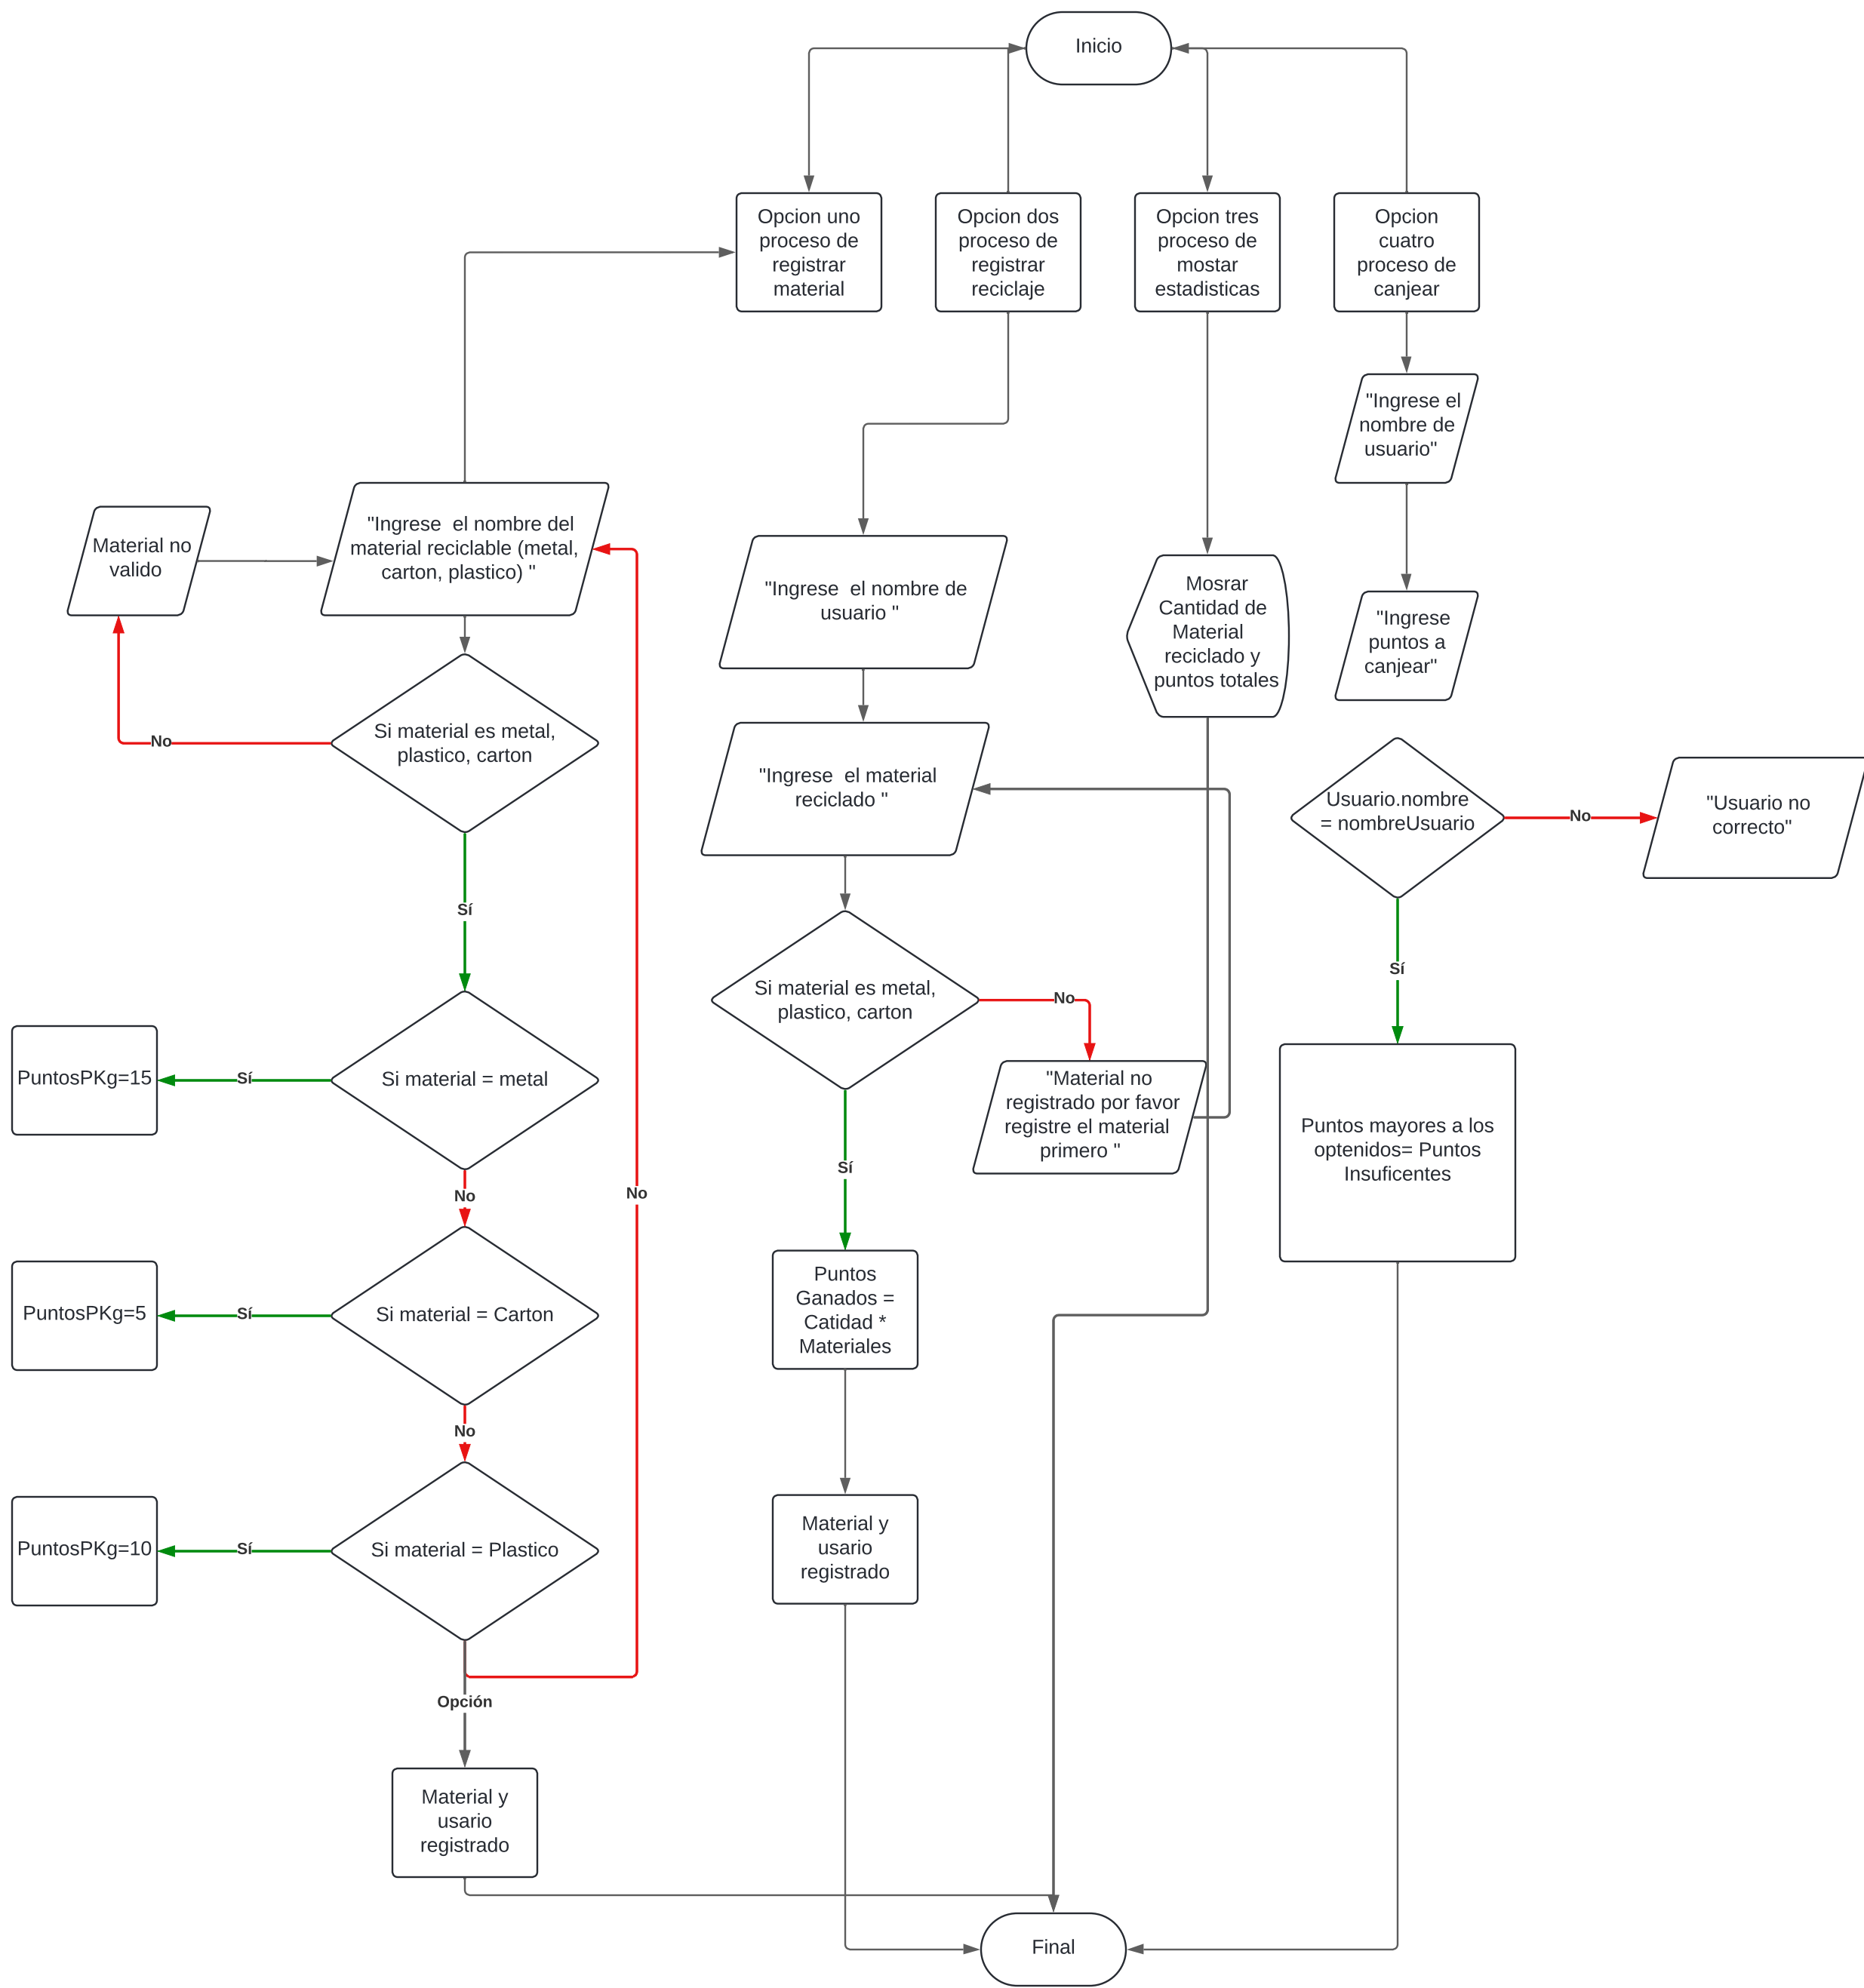 Inicio
Opcion uno
proceso de
registrar
material
Opcion dos
proceso de
registrar
reciclaje
Opcion tres
proceso de
mostar
estadisticas
Opcion
cuatro
proceso de
canjear
"Ingrese el
nombre de
usuario"
"Ingrese  el nombre del
material reciclable (metal,
carton, plastico) "
Material no
valido
"Ingrese  el nombre de
usuario "
Mosrar
Cantidad de
Material
reciclado y
puntos totales
"Ingrese
puntos a
canjear"
Si material es metal,
plastico, carton
No
"Ingrese  el material
reciclado "
Usuario.nombre
= nombreUsuario
No
"Usuario no
correcto"
Sí
Si material es metal,
plastico, carton
No
Sí
"Material no
registrado por favor
registre el material
primero "
Sí
Puntos mayores a los
optenidos= Puntos
Insuficentes
Si material = metal
Sí
PuntosPKg=15
No
No
Si material = Carton
Sí
PuntosPKg=5
No
Puntos
Ganados =
Catidad *
Materiales
Si material = Plastico
Sí
PuntosPKg=10
Material y
usario
registrado
Opción
Material y
usario
registrado
Final